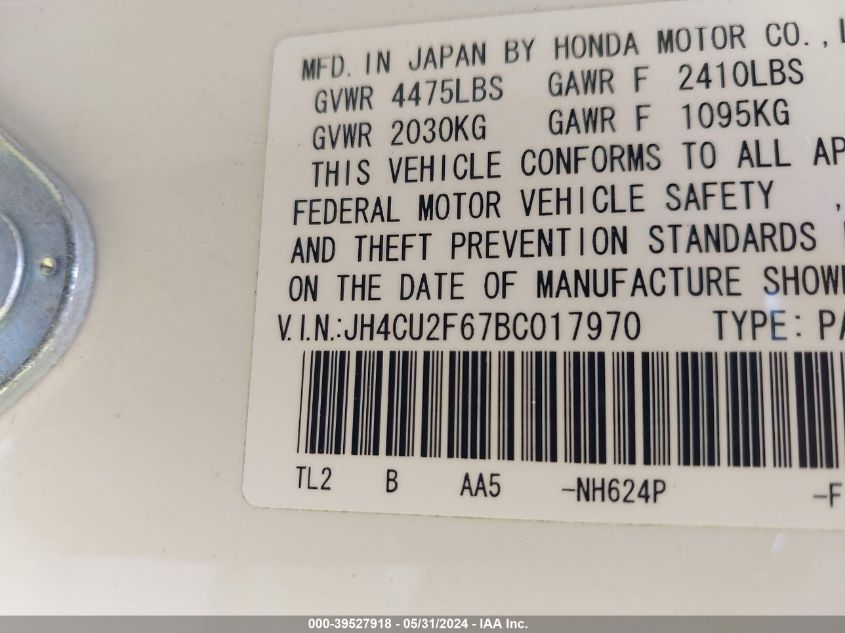 MFD. IN JAPAN BY HONDA MOTOR CO.,
GVWR 4475LBS GAWR F 2410LBS
GVWR 2030KG GAWR F 1095KG
THIS VEHICLE CONFORMS TO ALL AP
FEDERAL MOTOR VEHICLE SAFETY ,
AND THEFT PREVENTION STANDARDS
ON THE DATE OF MANUFACTURE SHOW
V.I.N.:JH4CU2F67BC017970 TYPE: PA
TL2 B AA5 -NH624P -F
000-39527918 - 05/31/2024 - IAA Inc.